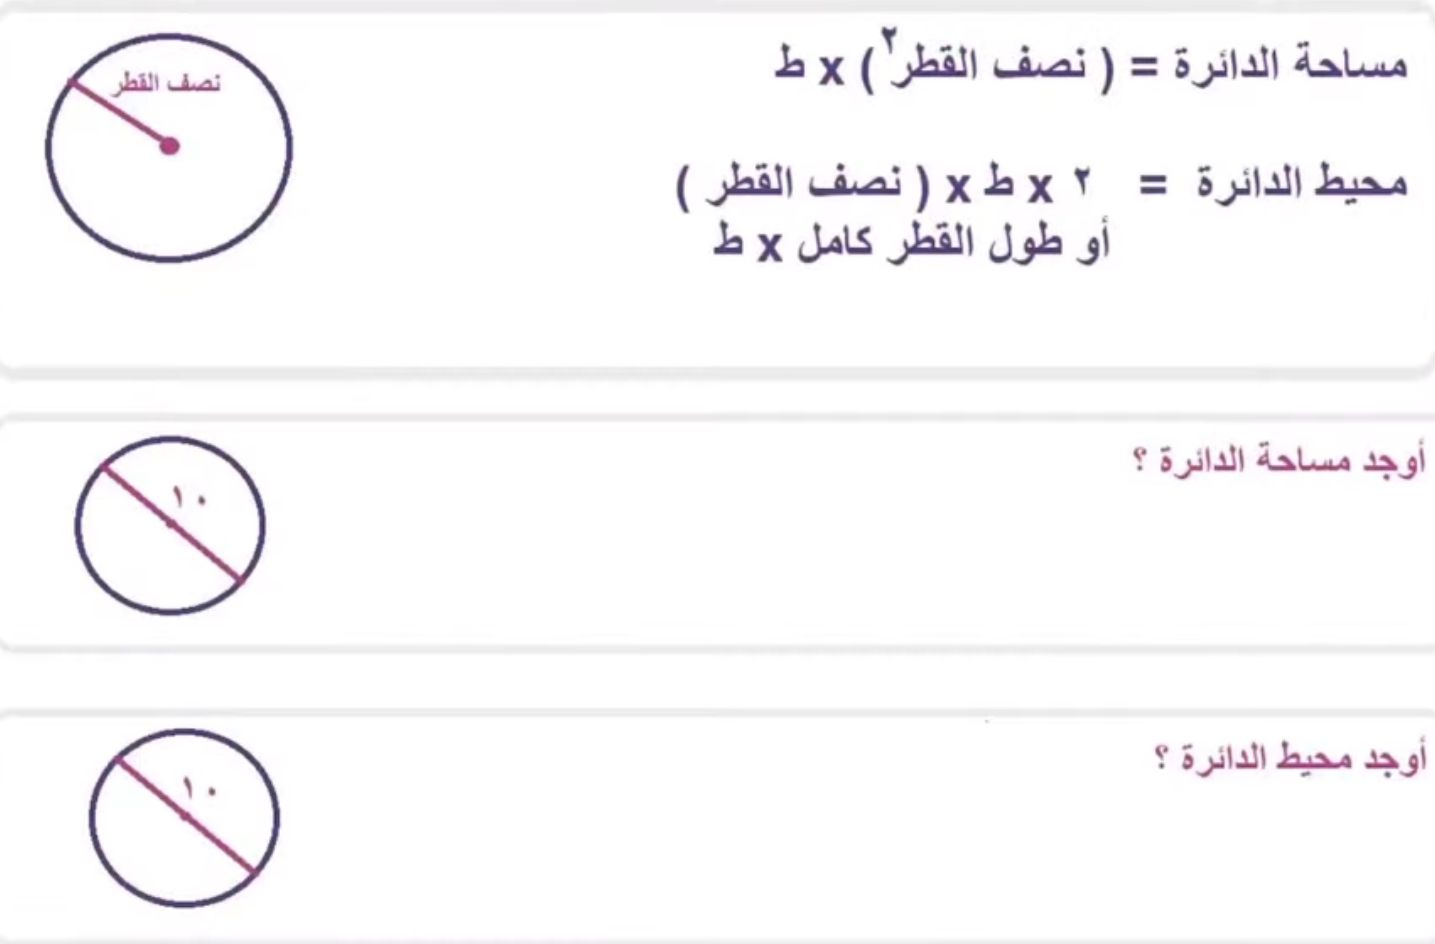 مساحة الدائرة = ( نصف القطر٢ ) x ط
نصف القطر
محيط الدائرة = ٢ x ط x ( نصف القطر )
أو طول القطر كامل x ط
أوجد مساحة الدائرة ؟
١٠
أوجد محيط الدائرة ؟
١٠